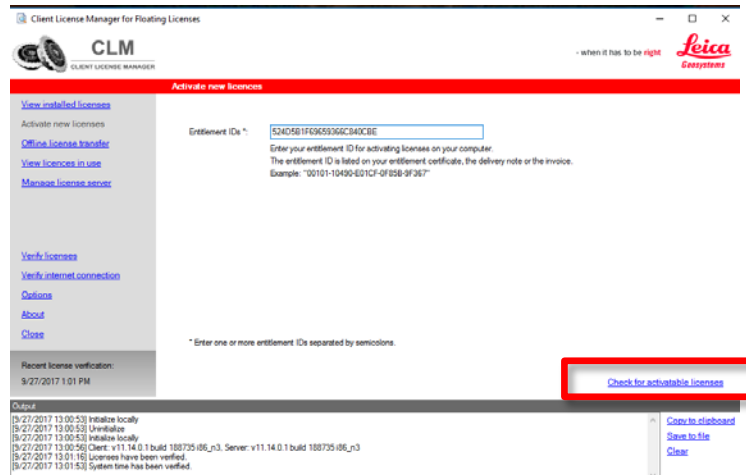 Client License Manager for Floating Licenses
CLM
CLIENT LICENSE MANAGER
- when it has to be right
Leica
Geosystems
Activate new licences
View installed licenses
Activate new licenses
Offline license transfer
View licences in use
Manage license server
Entitlement IDs *:
524D5B1F69659366C840CBE
Enter your entitlement ID for activating licenses on your computer.
The entitlement ID is listed on your entitlement certificate, the delivery note or the invoice.
Example: "00101-10490-E01CF-0F85B-9F367"
Verify licenses
Verify internet connection
Options
About
Close
* Enter one or more entitlement IDs separated by semicolons.
Recent license verification:
9/27/2017 1:01 PM
Check for activatable licenses
Output
[9/27/2017 13:00:53] Initialize locally
[9/27/2017 13:00:53] Uninitialize
[9/27/2017 13:00:53] Initialize locally
[9/27/2017 13:00:56] Client: v11.14.0.1 build 188735 i86_n3. Server: v11.14.0.1 build 188735 i86_n3
[9/27/2017 13:01:16] Licenses have been verified.
[9/27/2017 13:01:53] System time has been verified.
Copy to clipboard
Save to file
Clear